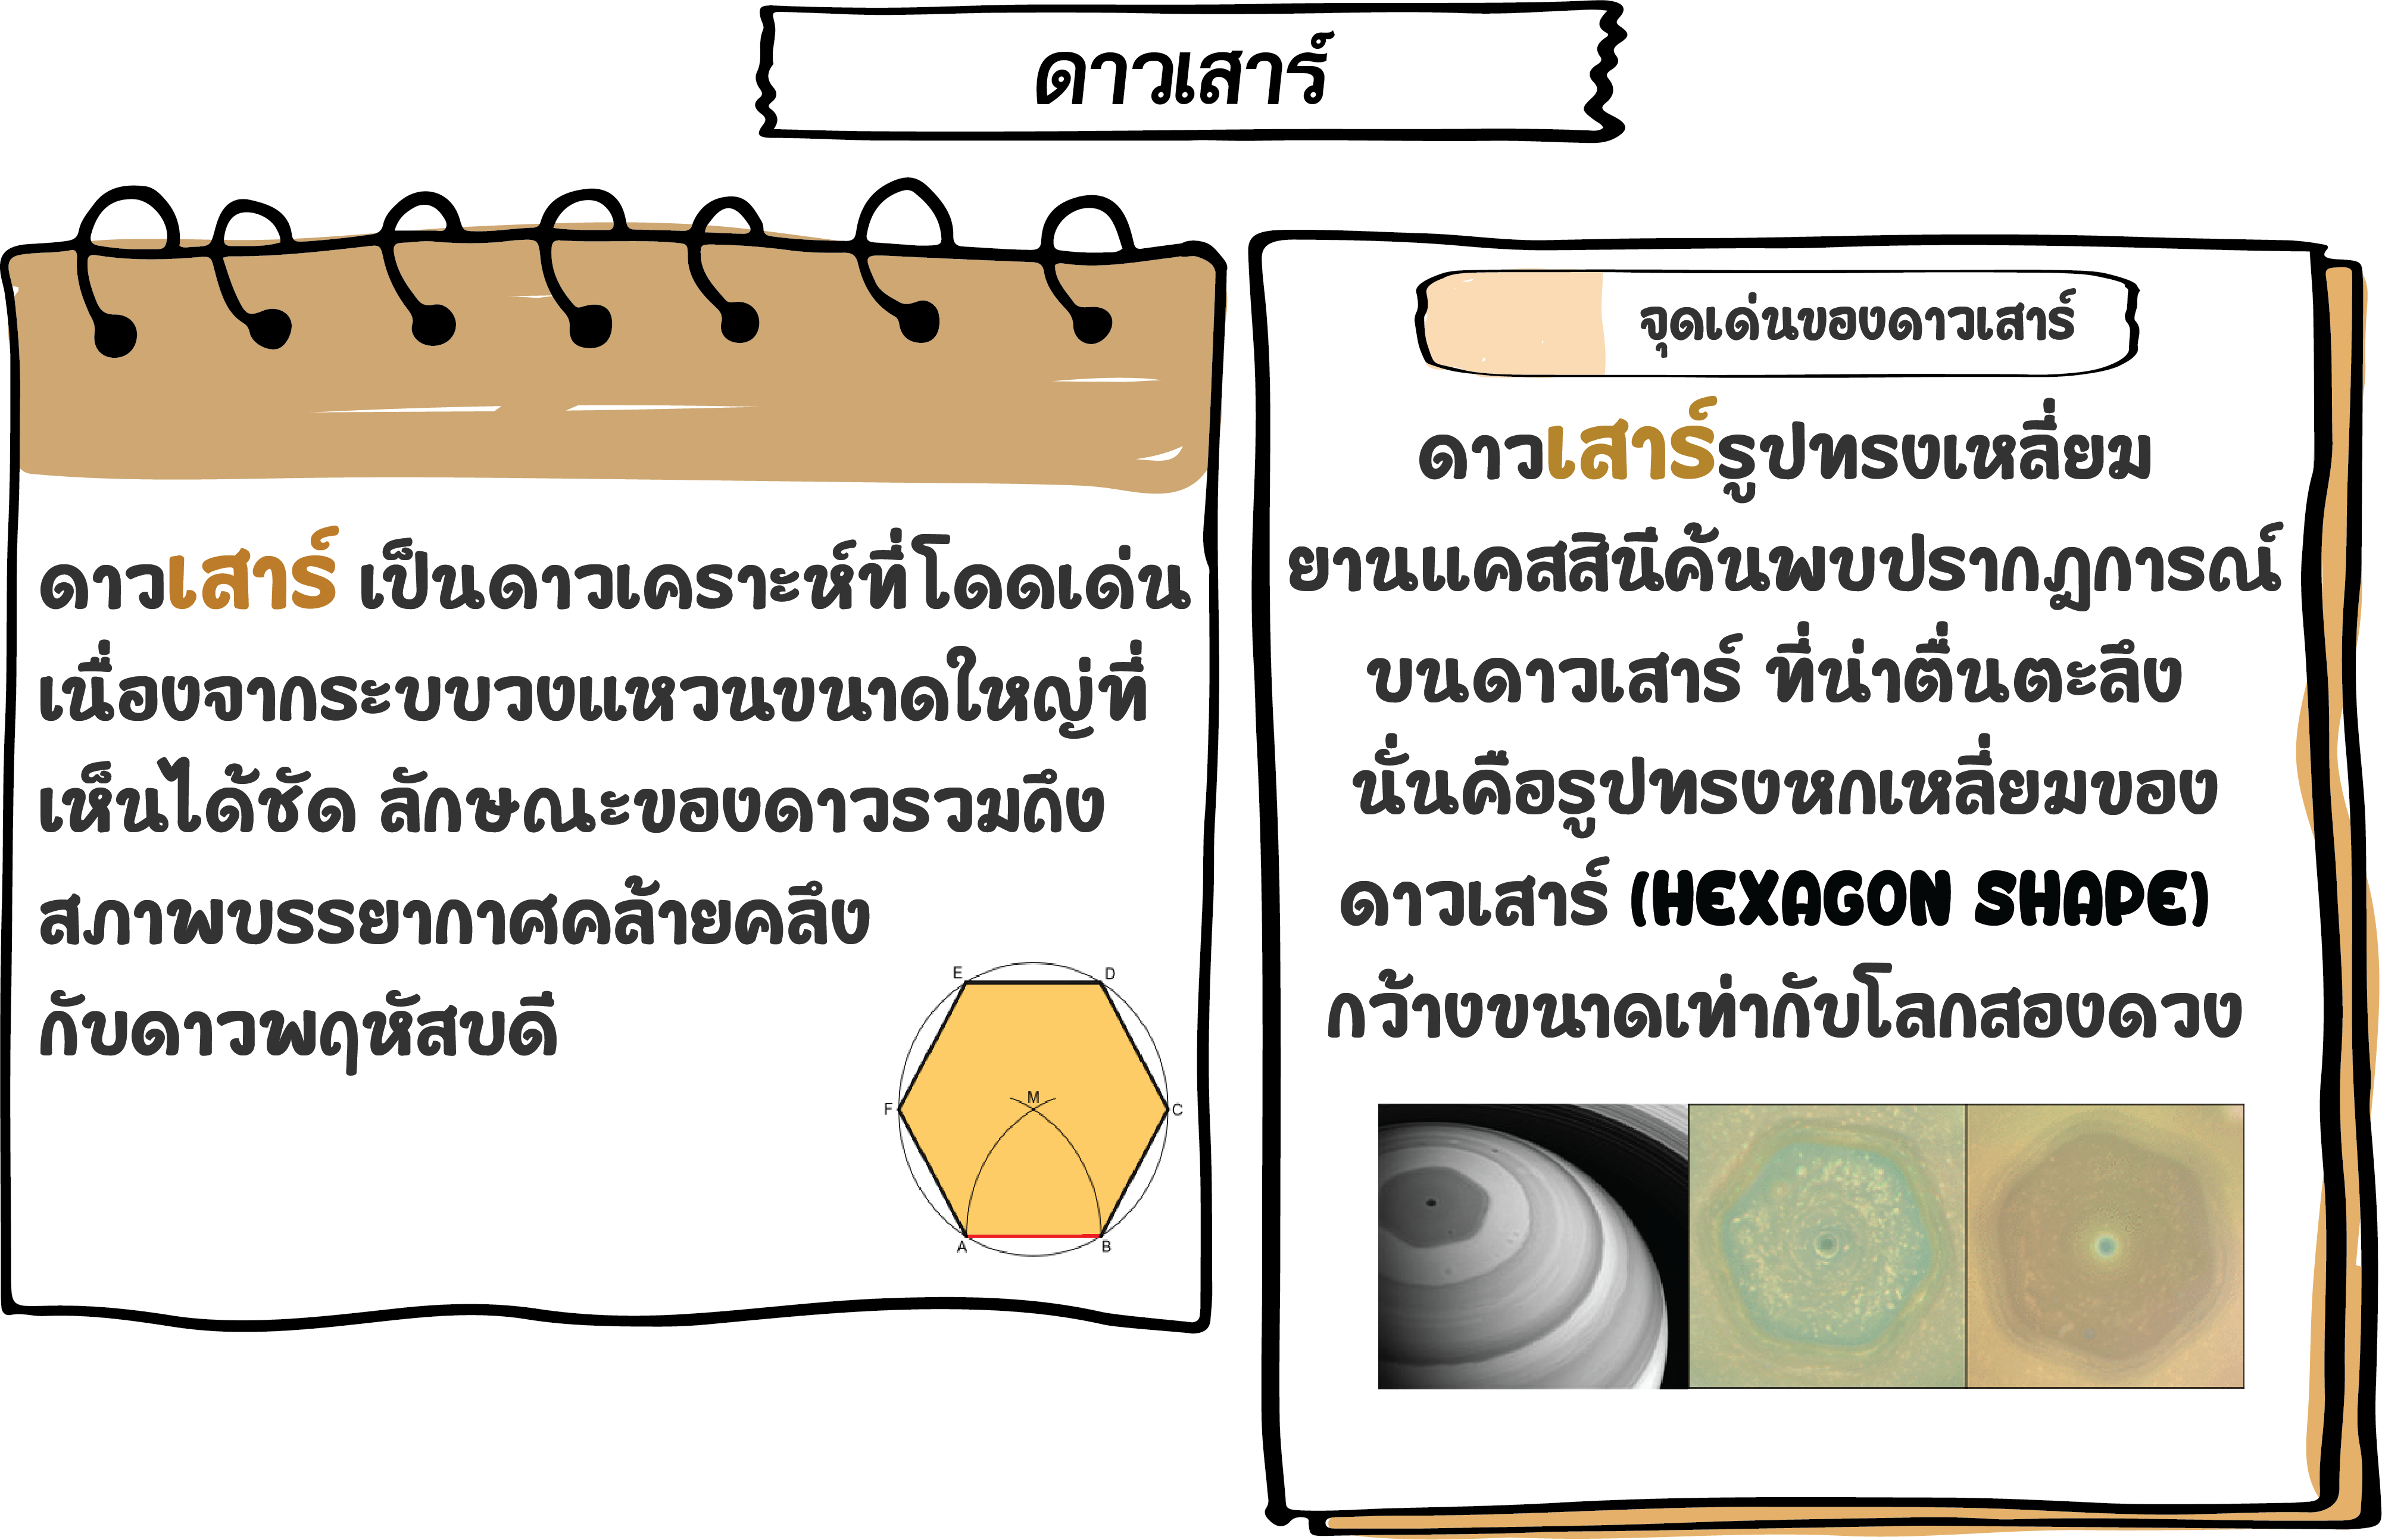 ดาวเสาร์
ดาวเสาร์ เป็นดาวเคราะห์ที่โดดเด่น
เนื่องจากระบบวงแหวนขนาดใหญ่ที่
เห็นได้ชัด ลักษณะของดาวรวมถึง
สภาพบรรยากาศคล้ายคลึง
กับดาวพฤหัสบดี
E D
F M C
A B
จุดเด่นของดาวเสาร์
ดาวเสาร์รูปทรงเหลี่ยม
ยานแคสสินีค้นพบปรากฏการณ์
บนดาวเสาร์ ที่น่าตื่นตะลึง
นั่นคือรูปทรงหกเหลี่ยมของ
ดาวเสาร์ (HEXAGON SHAPE)
กว้างขนาดเท่ากับโลกสองดวง